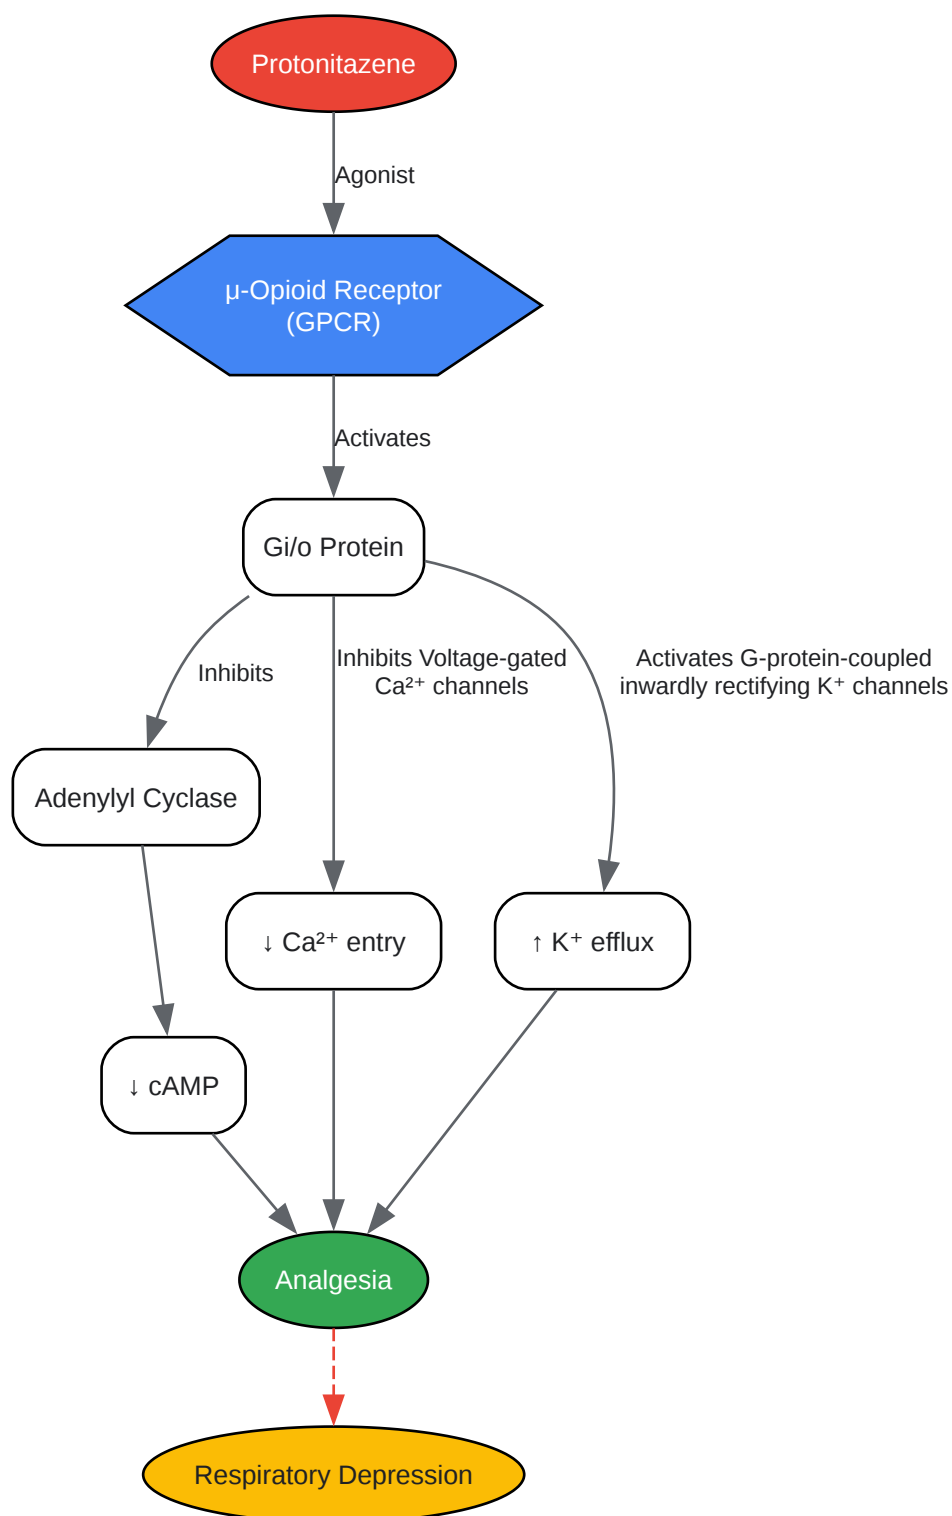 Protonitazene
Agonist
μ-Opioid Receptor
(GPCR)
Activates
Gi/o Protein
Inhibits
Inhibits Voltage-gated
Ca²⁺ channels
Activates G-protein-coupled
inwardly rectifying K⁺ channels
Adenylyl Cyclase
↓ Ca²⁺ entry
↑ K⁺ efflux
↓ cAMP
Analgesia
Respiratory Depression